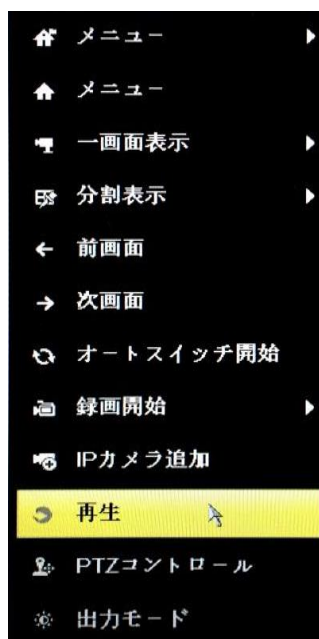 メニュー
メニュー
一画面表示
分割表示
前画面
次画面
オートスイッチ開始
録画開始
IPカメラ追加
再生
PTZコントロール
出力モード